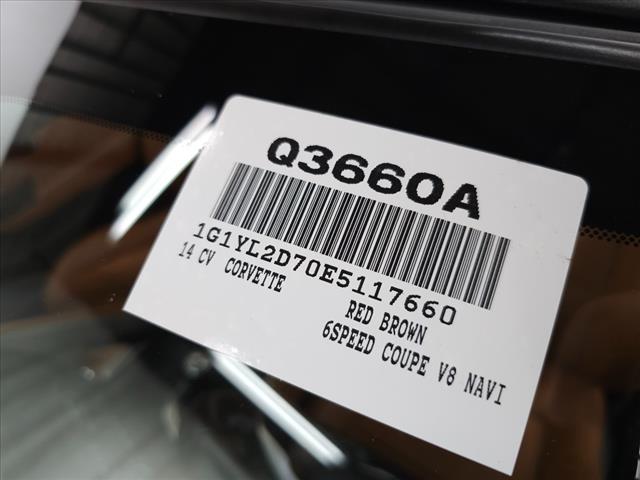 Q3660A
1G1YL2D70E5117660
14 CV CORVETTE
RED BROWN
6SPEED COUPE V8 NAVI